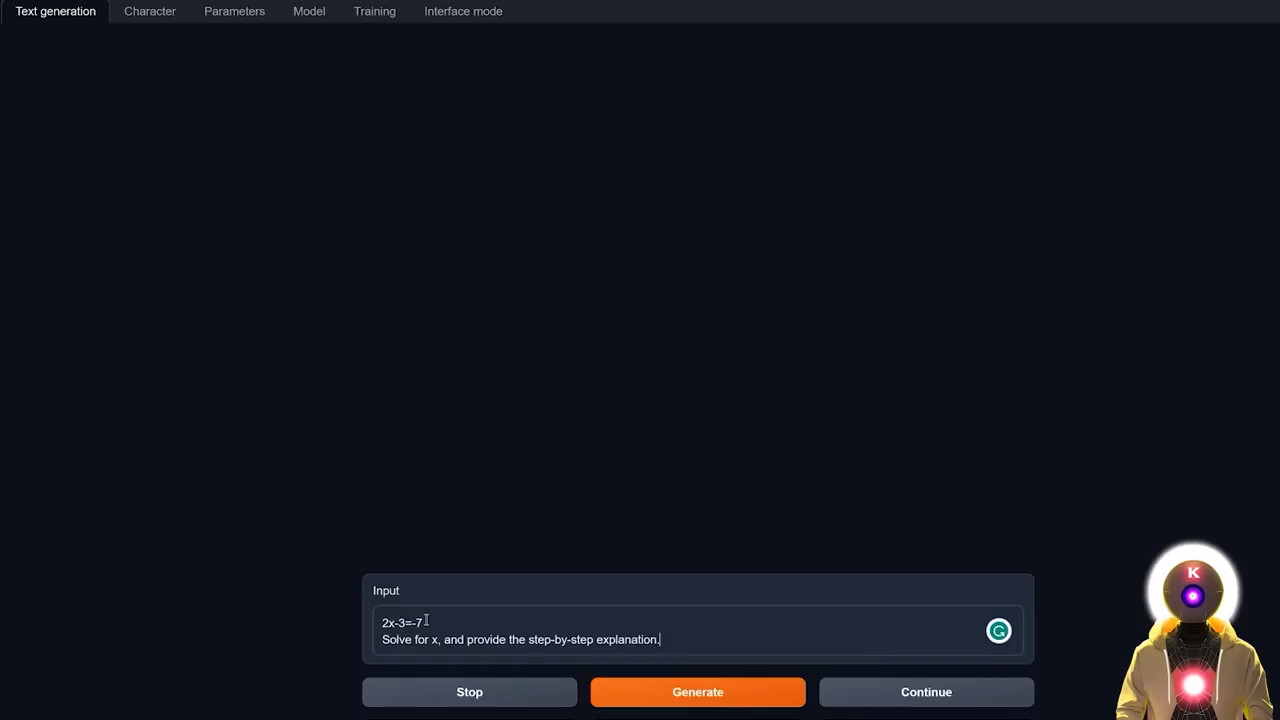 Text generation Character Parameters Model Training Interface mode
Input
2x-3=-7
Solve for x, and provide the step-by-step explanation.
Stop Generate Continue
K